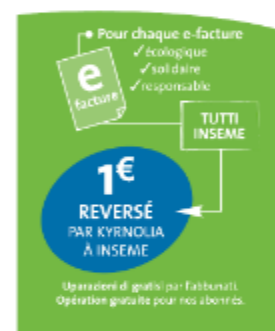 Pour chaque e-facture
✓écologique
✓solidaire
✓responsable
e
facture
TUTTI
INSEME
1€
REVERSÉ
PAR KYRNOLIA
À INSEME
Uparazioni di gratisi par l'abbunati.
Opération gratuite pour nos abonnés.